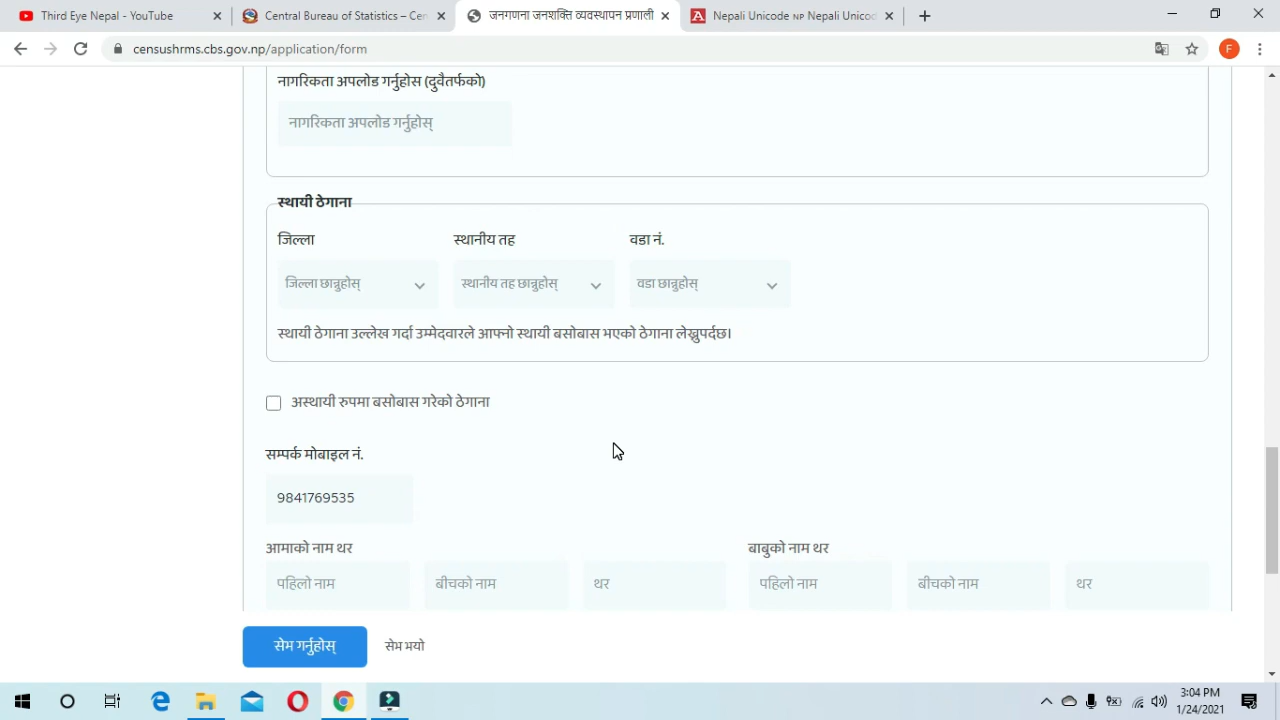 Third Eye Nepal - YouTube
Central Bureau of Statistics – Cen
जनगणना जनशक्ति व्यवस्थापन प्रणाली
Nepali Unicode NP Nepali Unicod
censushrms.cbs.gov.np/application/form
F
नागरिकता अपलोड गर्नुहोस (दुवैतर्फको)
नागरिकता अपलोड गर्नुहोस्
स्थायी ठेगाना
जिल्ला स्थानीय तह वडा नं.
जिल्ला छान्नुहोस् स्थानीय तह छान्नुहोस् वडा छान्नुहोस्
स्थायी ठेगाना उल्लेख गर्दा उम्मेदवारले आफ्नो स्थायी बसोबास भएको ठेगाना लेख्नुपर्दछ।
अस्थायी रुपमा बसोबास गरेको ठेगाना
सम्पर्क मोबाइल नं.
9841769535
आमाको नाम थर बाबुको नाम थर
पहिलो नाम बीचको नाम थर पहिलो नाम बीचको नाम थर
सेभ गर्नुहोस् सेभ भयो
3:04 PM
1/24/2021